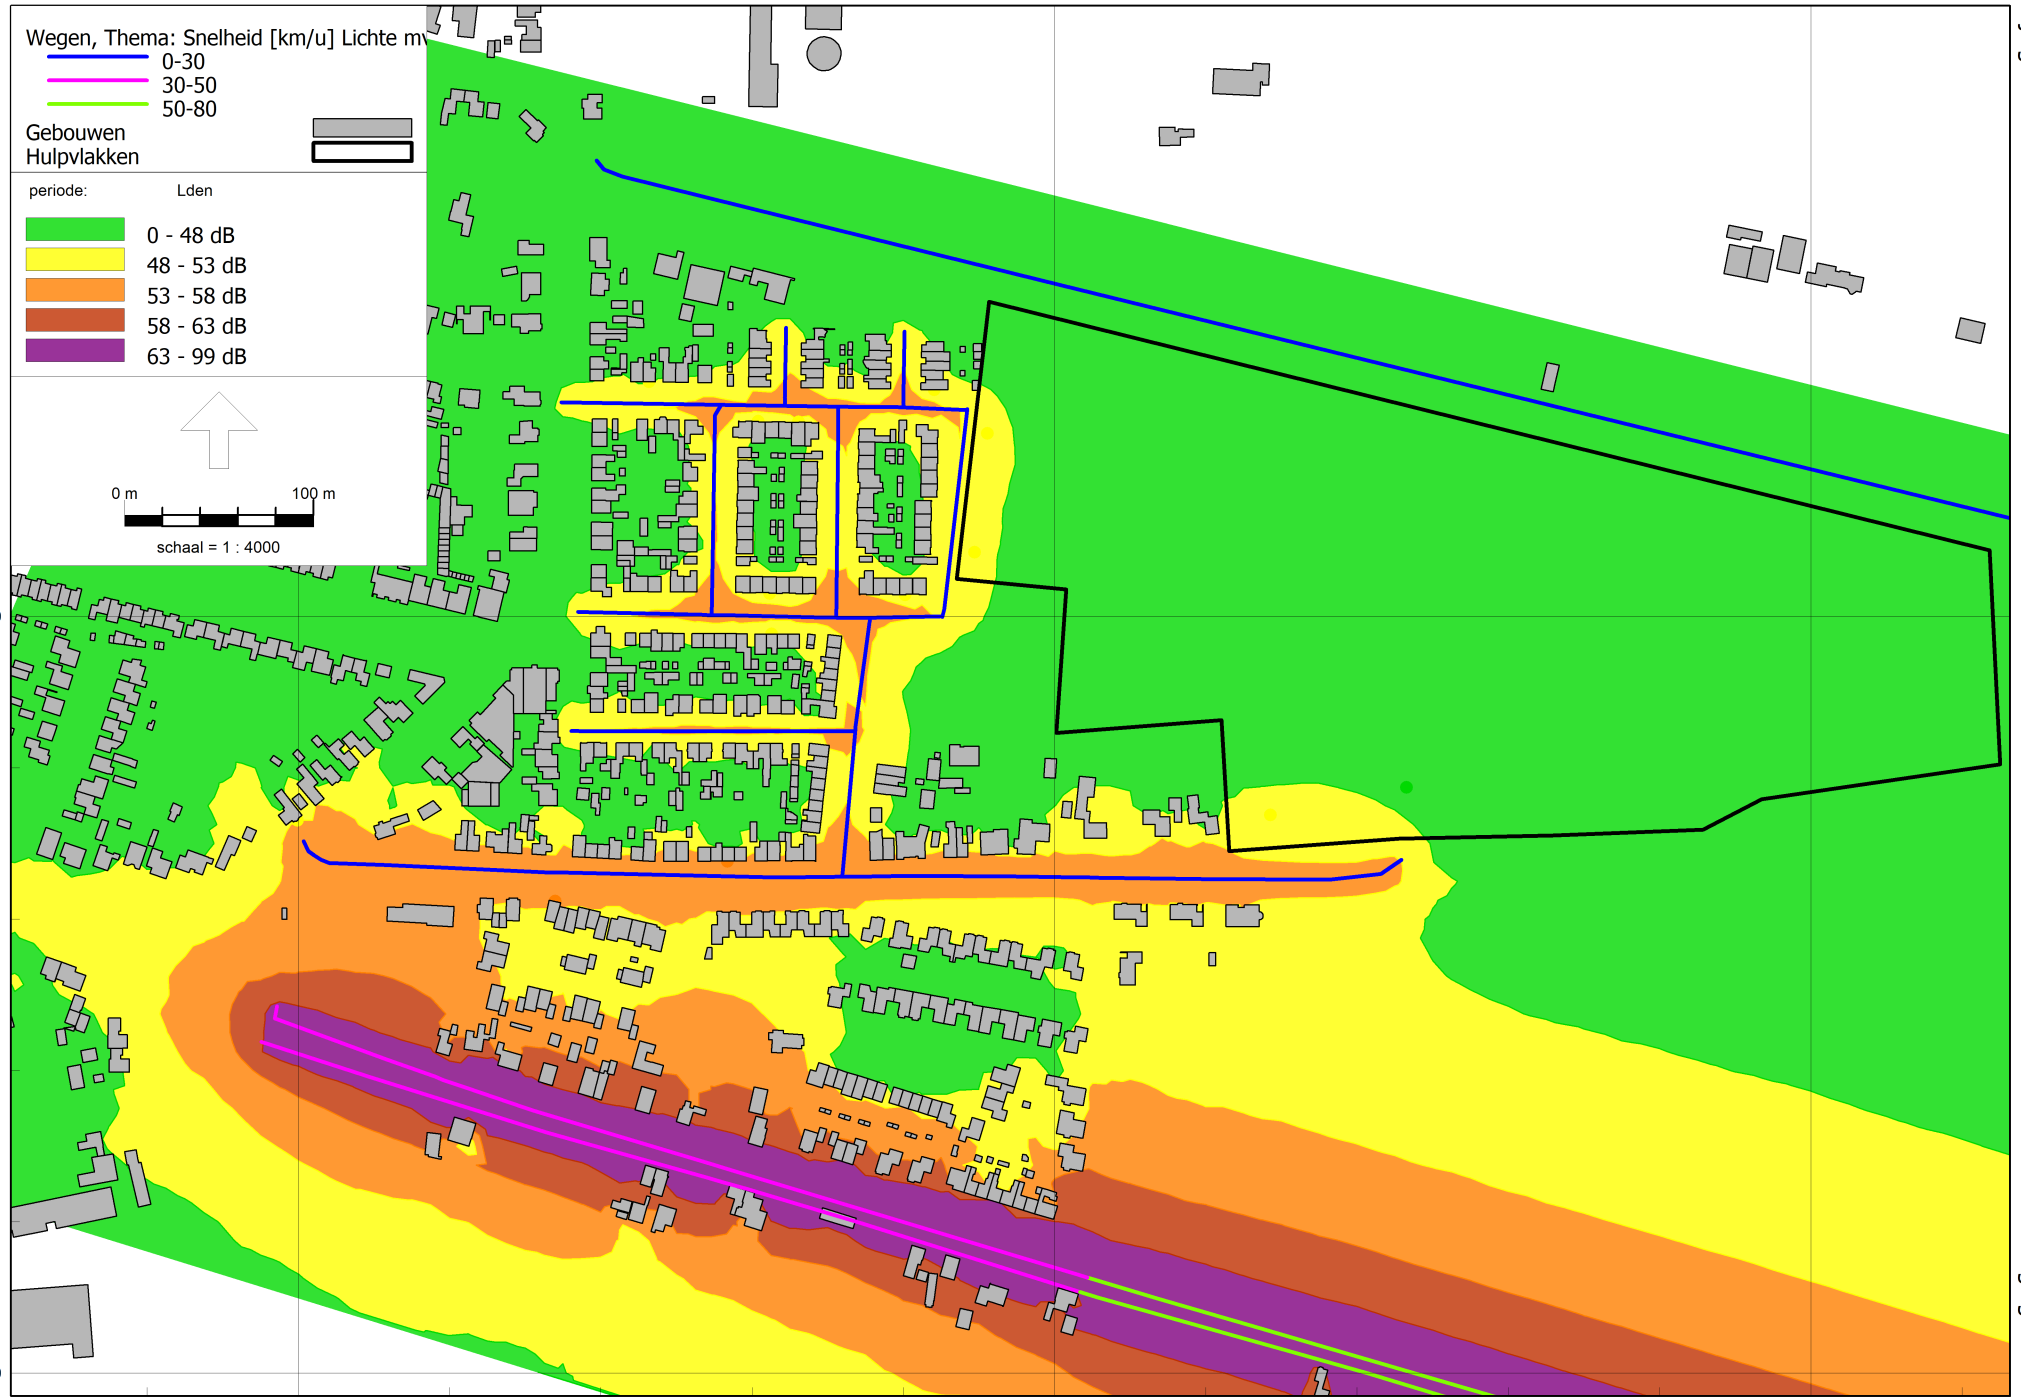 Wegen, Thema: Snelheid [km/u] Lichte mv
0-30
30-50
50-80
Gebouwen
Hulpvlakken
periode: Lden
0 - 48 dB
48 - 53 dB
53 - 58 dB
58 - 63 dB
63 - 99 dB
0 m 100 m
schaal = 1 : 4000